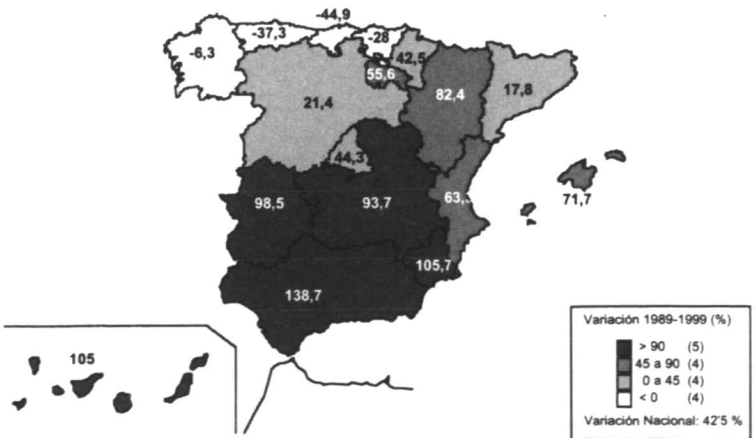 -44,9
-37,3
-28
-6,3
42,5
55,6
82,4
17,8
21,4
44,3
98,5
93,7
63,3
71,7
105,7
138,7
105
Variación 1989-1999 (%)
> 90 (5)
45 a 90 (4)
0 a 45 (4)
< 0 (4)
Variación Nacional: 42'5 %